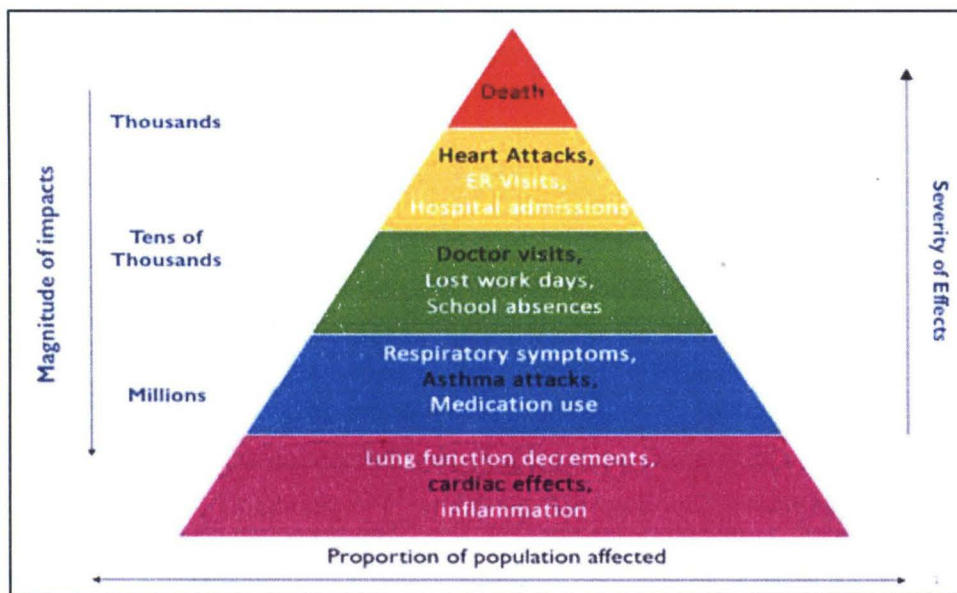 Death
Thousands
Heart Attacks,
ER Visits,
Hospital admissions
Tens of
Thousands
Doctor visits,
Lost work days,
School absences
Respiratory symptoms,
Asthma attacks,
Medication use
Millions
Lung function decrements,
cardiac effects,
inflammation
Proportion of population affected
Magnitude of impacts
Severity of Effects